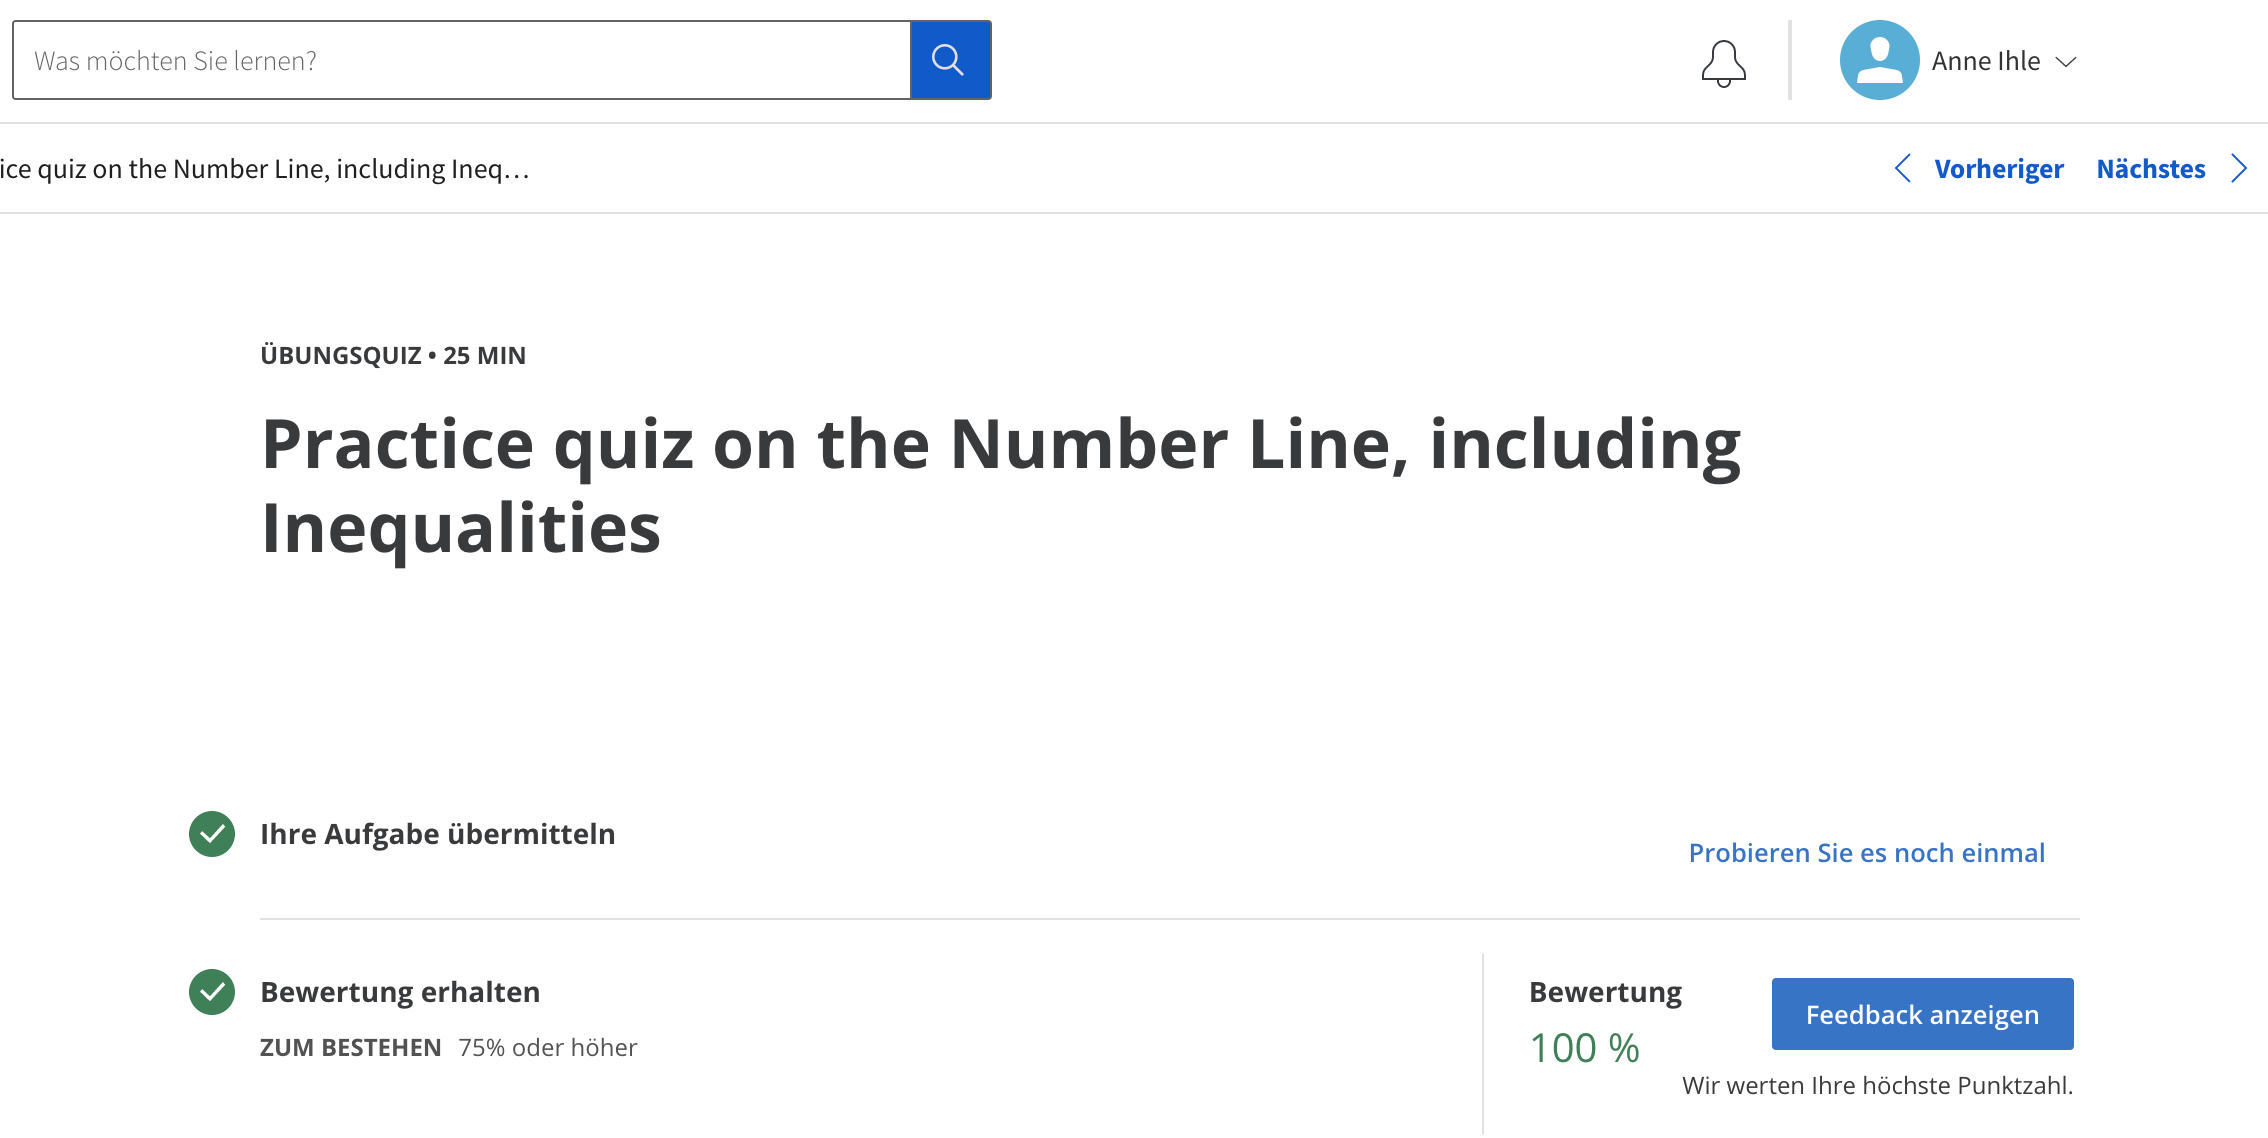 Was möchten Sie lernen?
Anne Ihle
ice quiz on the Number Line, including Ineq…
Vorheriger
Nächstes
ÜBUNGSQUIZ • 25 MIN
Practice quiz on the Number Line, including
Inequalities
Ihre Aufgabe übermitteln
Probieren Sie es noch einmal
Bewertung erhalten
ZUM BESTEHEN 75% oder höher
Bewertung
100 %
Feedback anzeigen
Wir werten Ihre höchste Punktzahl.